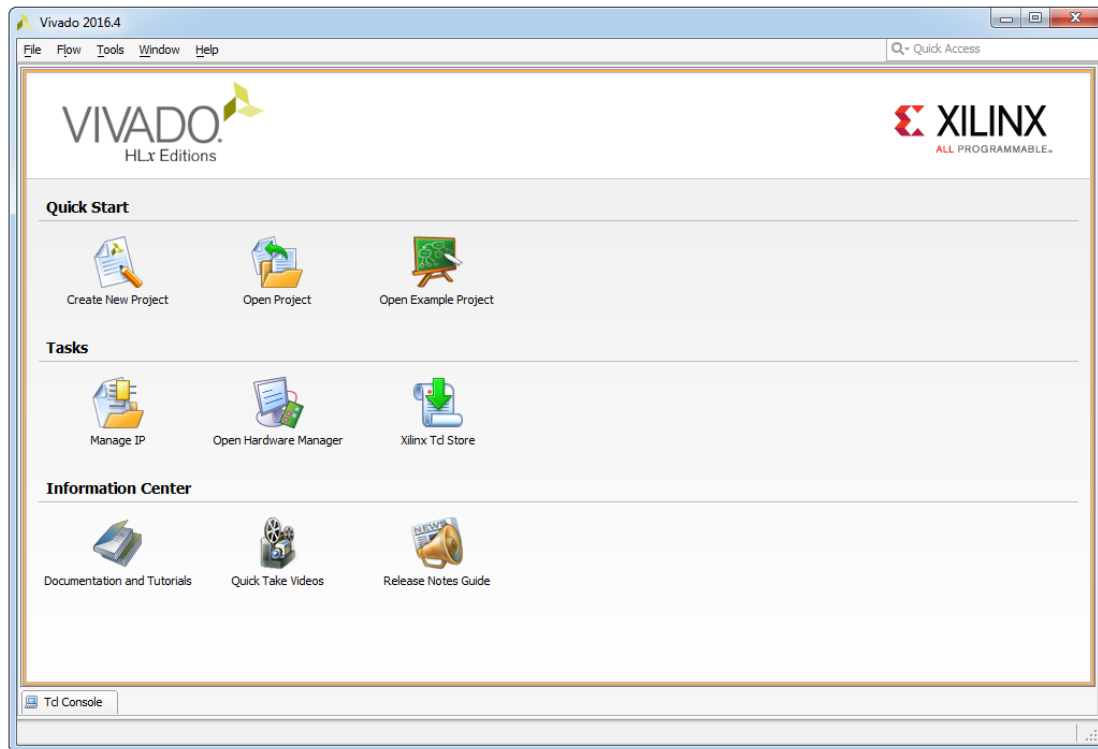 Vivado 2016.4
File Flow Tools Window Help
Quick Access
VIVADO.
HLx Editions
XILINX
ALL PROGRAMMABLE™
Quick Start
Create New Project Open Project Open Example Project
Tasks
Manage IP Open Hardware Manager Xilinx Tcl Store
Information Center
NEWS
Documentation and Tutorials Quick Take Videos Release Notes Guide
Tcl Console